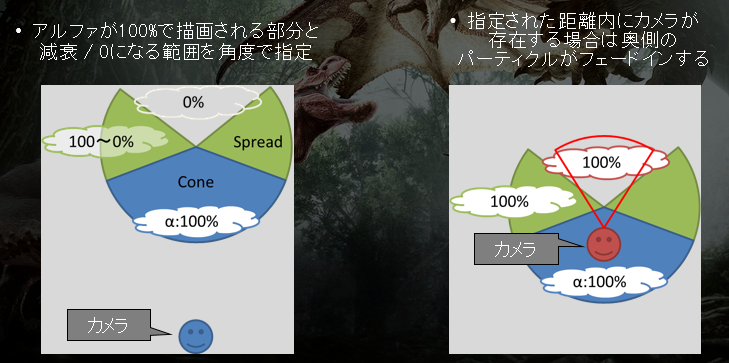 • アルファが100%で描画される部分と
減衰／0になる範囲を角度で指定
0%
100～0%
Spread
Cone
α:100%
カメラ
• 指定された距離内にカメラが
存在する場合は奥側の
パーティクルがフェードインする
100%
100%
カメラ
α:100%